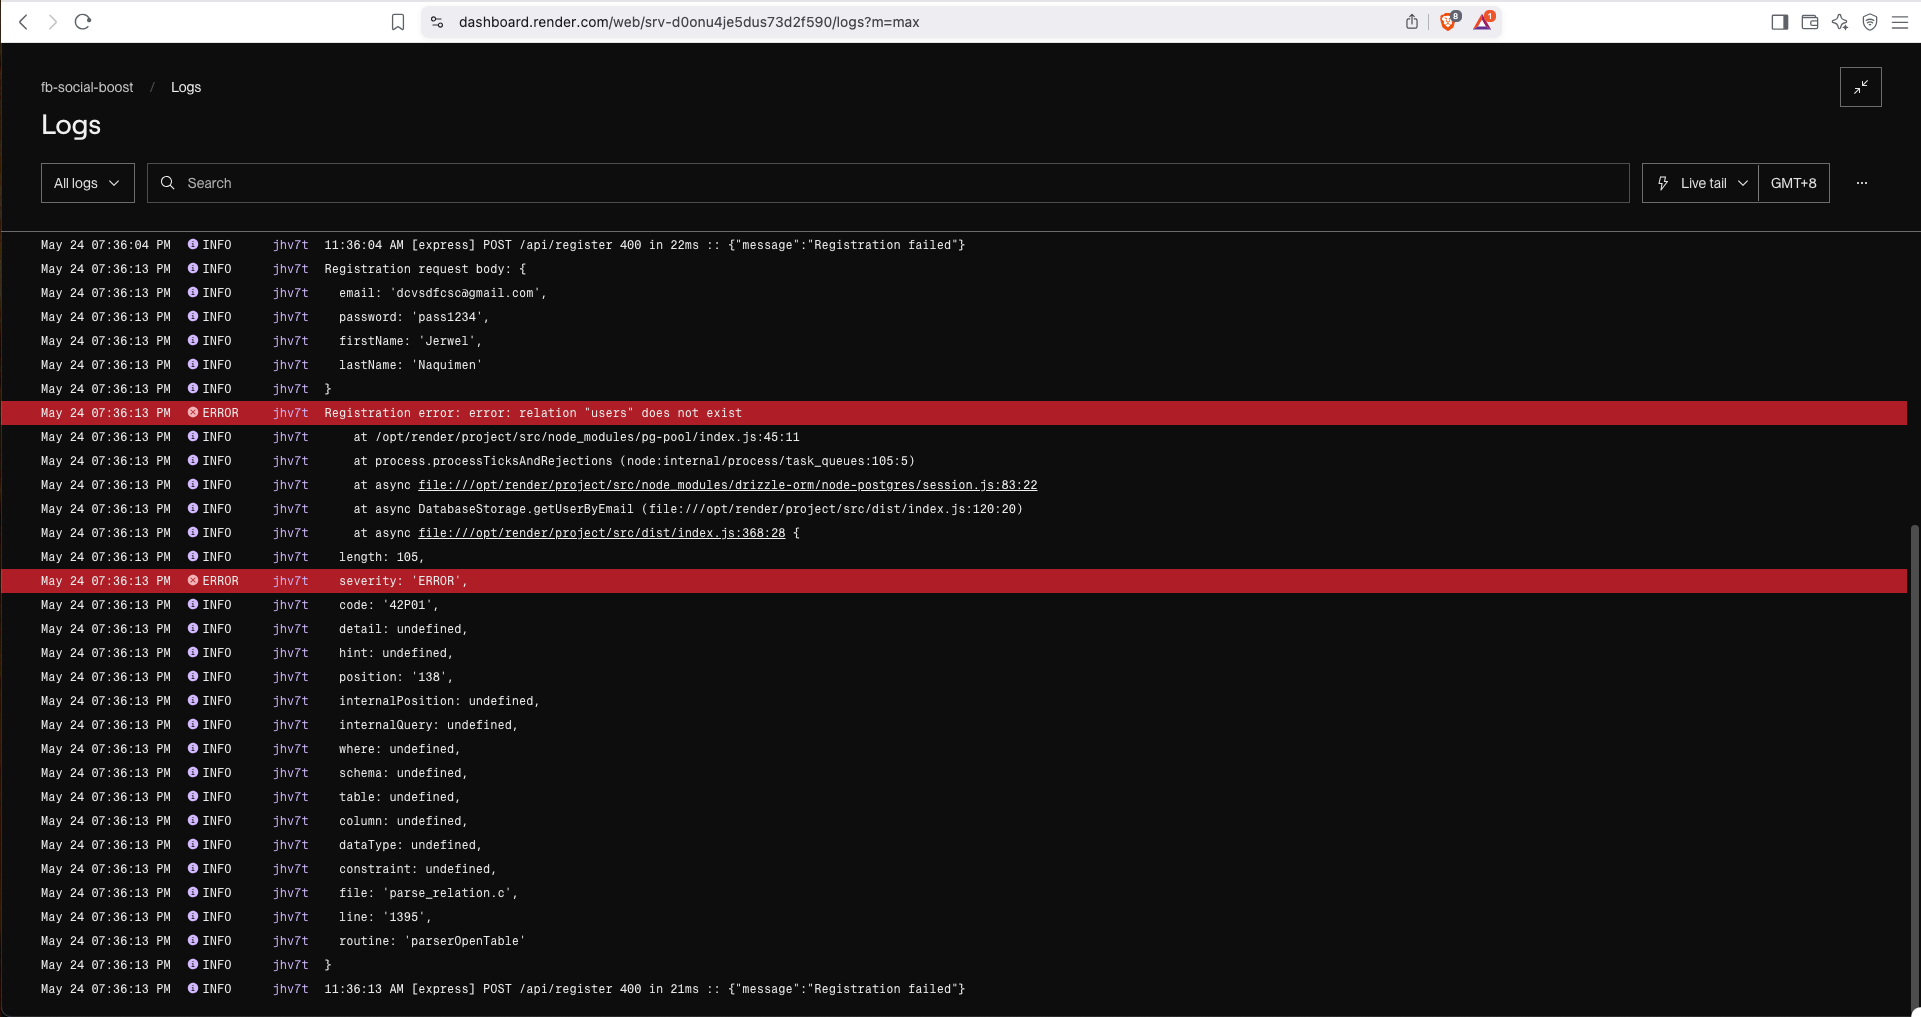 dashboard.render.com/web/srv-d0onu4je5dus73d2f590/logs?m=max
8
1
fb-social-boost / Logs
Logs
All logs
Search
Live tail
GMT+8
···
May 24 07:36:04 PM INFO jhv7t 11:36:04 AM [express] POST /api/register 400 in 22ms :: {"message":"Registration failed"}
May 24 07:36:13 PM INFO jhv7t Registration request body: {
May 24 07:36:13 PM INFO jhv7t email: 'dcvsdfcsc@gmail.com',
May 24 07:36:13 PM INFO jhv7t password: 'pass1234',
May 24 07:36:13 PM INFO jhv7t firstName: 'Jerwel',
May 24 07:36:13 PM INFO jhv7t lastName: 'Naquimen'
May 24 07:36:13 PM INFO jhv7t }
May 24 07:36:13 PM ERROR jhv7t Registration error: error: relation "users" does not exist
May 24 07:36:13 PM INFO jhv7t at /opt/render/project/src/node_modules/pg-pool/index.js:45:11
May 24 07:36:13 PM INFO jhv7t at process.processTicksAndRejections (node:internal/process/task_queues:105:5)
May 24 07:36:13 PM INFO jhv7t at async file:///opt/render/project/src/node_modules/drizzle-orm/node-postgres/session.js:83:22
May 24 07:36:13 PM INFO jhv7t at async DatabaseStorage.getUserByEmail (file:///opt/render/project/src/dist/index.js:120:20)
May 24 07:36:13 PM INFO jhv7t at async file:///opt/render/project/src/dist/index.js:368:28 {
May 24 07:36:13 PM INFO jhv7t length: 105,
May 24 07:36:13 PM ERROR jhv7t severity: 'ERROR',
May 24 07:36:13 PM INFO jhv7t code: '42P01',
May 24 07:36:13 PM INFO jhv7t detail: undefined,
May 24 07:36:13 PM INFO jhv7t hint: undefined,
May 24 07:36:13 PM INFO jhv7t position: '138',
May 24 07:36:13 PM INFO jhv7t internalPosition: undefined,
May 24 07:36:13 PM INFO jhv7t internalQuery: undefined,
May 24 07:36:13 PM INFO jhv7t where: undefined,
May 24 07:36:13 PM INFO jhv7t schema: undefined,
May 24 07:36:13 PM INFO jhv7t table: undefined,
May 24 07:36:13 PM INFO jhv7t column: undefined,
May 24 07:36:13 PM INFO jhv7t dataType: undefined,
May 24 07:36:13 PM INFO jhv7t constraint: undefined,
May 24 07:36:13 PM INFO jhv7t file: 'parse_relation.c',
May 24 07:36:13 PM INFO jhv7t line: '1395',
May 24 07:36:13 PM INFO jhv7t routine: 'parserOpenTable'
May 24 07:36:13 PM INFO jhv7t }
May 24 07:36:13 PM INFO jhv7t 11:36:13 AM [express] POST /api/register 400 in 21ms :: {"message":"Registration failed"}